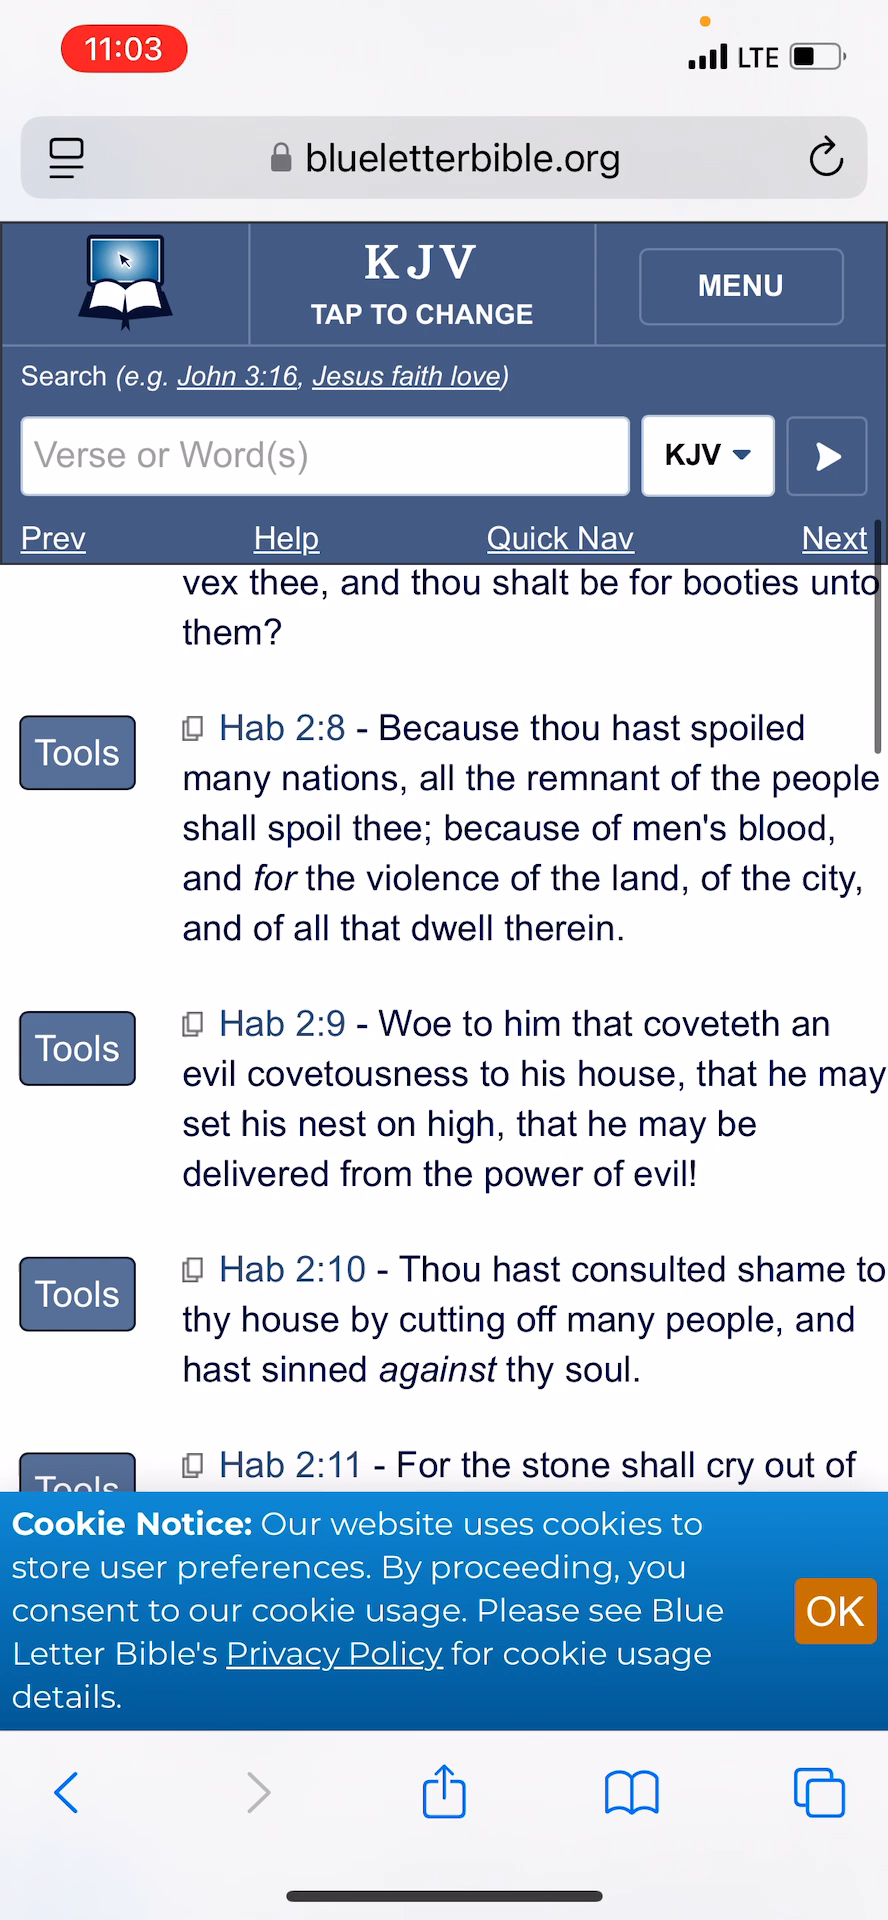 11:03
LTE
blueletterbible.org
KJV
TAP TO CHANGE
MENU
Search (e.g. John 3:16, Jesus faith love)
Verse or Word(s)
KJV
Prev Help Quick Nav Next
vex thee, and thou shalt be for booties unto
them?
Tools
Hab 2:8 - Because thou hast spoiled
many nations, all the remnant of the people
shall spoil thee; because of men's blood,
and for the violence of the land, of the city,
and of all that dwell therein.
Tools
Hab 2:9 - Woe to him that coveteth an
evil covetousness to his house, that he may
set his nest on high, that he may be
delivered from the power of evil!
Tools
Hab 2:10 - Thou hast consulted shame to
thy house by cutting off many people, and
hast sinned against thy soul.
Tools
Hab 2:11 - For the stone shall cry out of
Cookie Notice: Our website uses cookies to
store user preferences. By proceeding, you
consent to our cookie usage. Please see Blue
Letter Bible's Privacy Policy for cookie usage
details.
OK